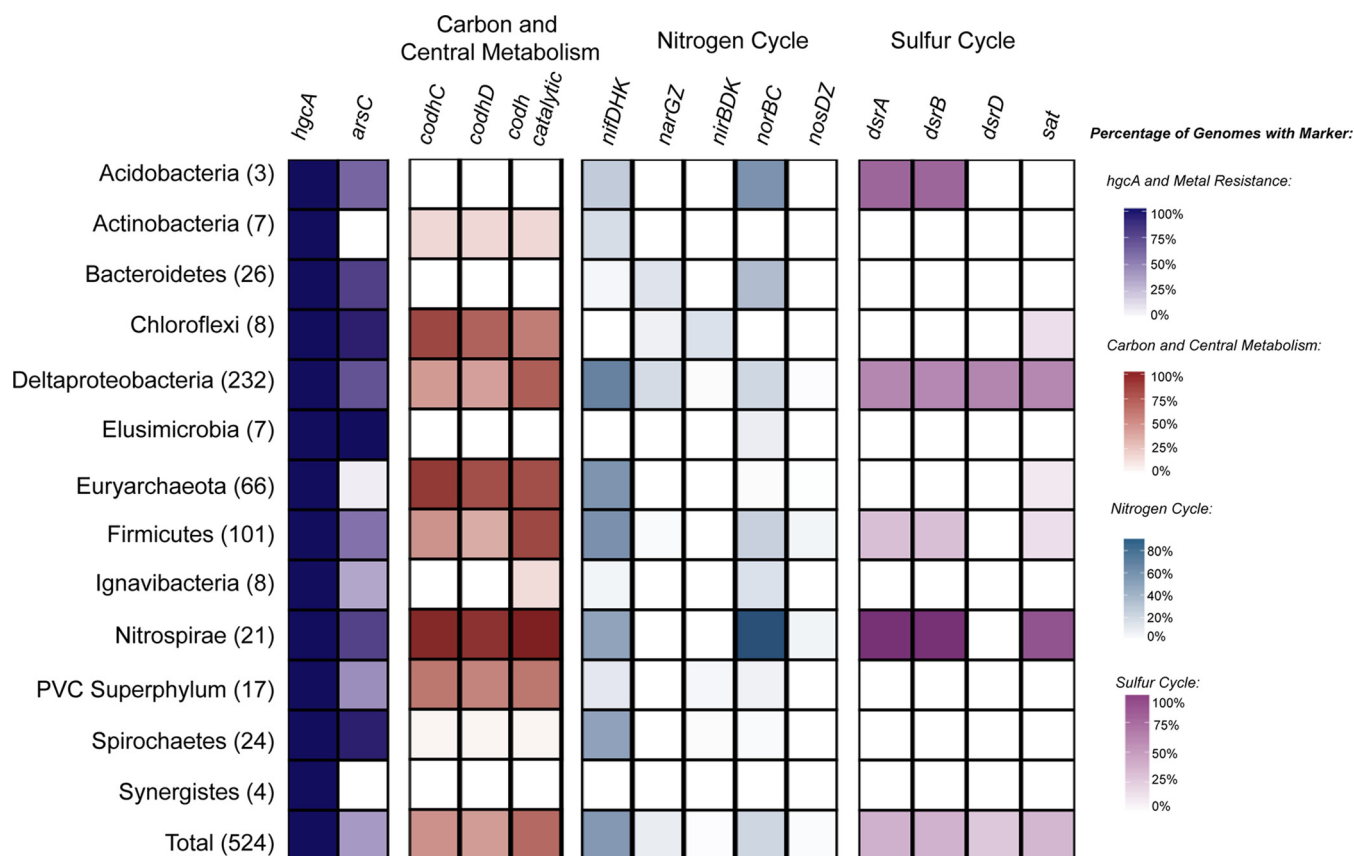 Carbon and
Central Metabolism
Nitrogen Cycle
Sulfur Cycle
hgcA
arsC
codhC
codhD
codh
catalytic
nifDHK
narGZ
nirBDK
norBC
nosDZ
dsrA
dsrB
dsrD
sat
Acidobacteria (3)
Actinobacteria (7)
Bacteroidetes (26)
Chloroflexi (8)
Deltaproteobacteria (232)
Elusimicrobia (7)
Euryarchaeota (66)
Firmicutes (101)
Ignavibacteria (8)
Nitrospirae (21)
PVC Superphylum (17)
Spirochaetes (24)
Synergistes (4)
Total (524)
Percentage of Genomes with Marker:
hgcA and Metal Resistance:
100%
75%
50%
25%
0%
Carbon and Central Metabolism:
100%
75%
50%
25%
0%
Nitrogen Cycle:
80%
60%
40%
20%
0%
Sulfur Cycle:
100%
75%
50%
25%
0%